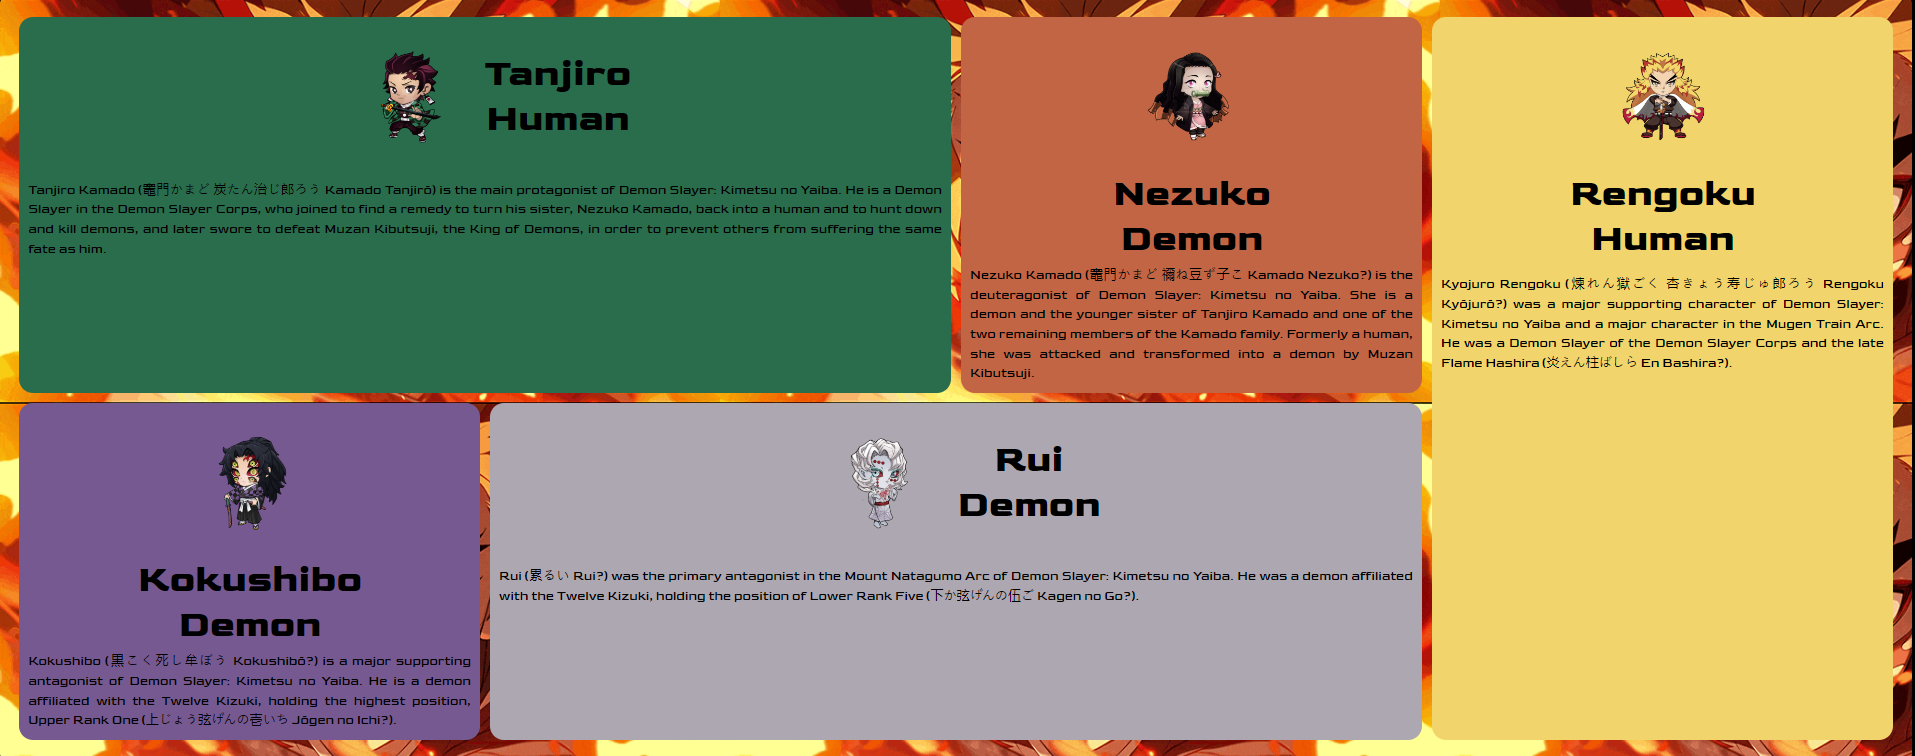 Tanjiro
Human
Tanjiro Kamado (竈門かまど 炭たん治じ郎ろう Kamado Tanjirō) is the main protagonist of Demon Slayer: Kimetsu no Yaiba. He is a Demon
Slayer in the Demon Slayer Corps, who joined to find a remedy to turn his sister, Nezuko Kamado, back into a human and to hunt down
and kill demons, and later swore to defeat Muzan Kibutsuji, the King of Demons, in order to prevent others from suffering the same
fate as him.
Nezuko
Demon
Nezuko Kamado (竈門かまど 禰ね豆ず子こ Kamado Nezuko?) is the
deuteragonist of Demon Slayer: Kimetsu no Yaiba. She is a
demon and the younger sister of Tanjiro Kamado and one of the
two remaining members of the Kamado family. Formerly a human,
she was attacked and transformed into a demon by Muzan
Kibutsuji.
Rengoku
Human
Kyojuro Rengoku (煉れん獄ごく 杏きょう寿じゅ郎ろう Rengoku
Kyōjurō?) was a major supporting character of Demon Slayer:
Kimetsu no Yaiba and a major character in the Mugen Train Arc.
He was a Demon Slayer of the Demon Slayer Corps and the late
Flame Hashira (炎えん柱ばしら En Bashira?).
Kokushibo
Demon
Kokushibo (黒こく死し牟ぼう Kokushibō?) is a major supporting
antagonist of Demon Slayer: Kimetsu no Yaiba. He is a demon
affiliated with the Twelve Kizuki, holding the highest position,
Upper Rank One (上じょう弦げんの壱いち Jōgen no Ichi?).
Rui
Demon
Rui (累るい Rui?) was the primary antagonist in the Mount Natagumo Arc of Demon Slayer: Kimetsu no Yaiba. He was a demon affiliated
with the Twelve Kizuki, holding the position of Lower Rank Five (下か弦げんの伍ご Kagen no Go?).